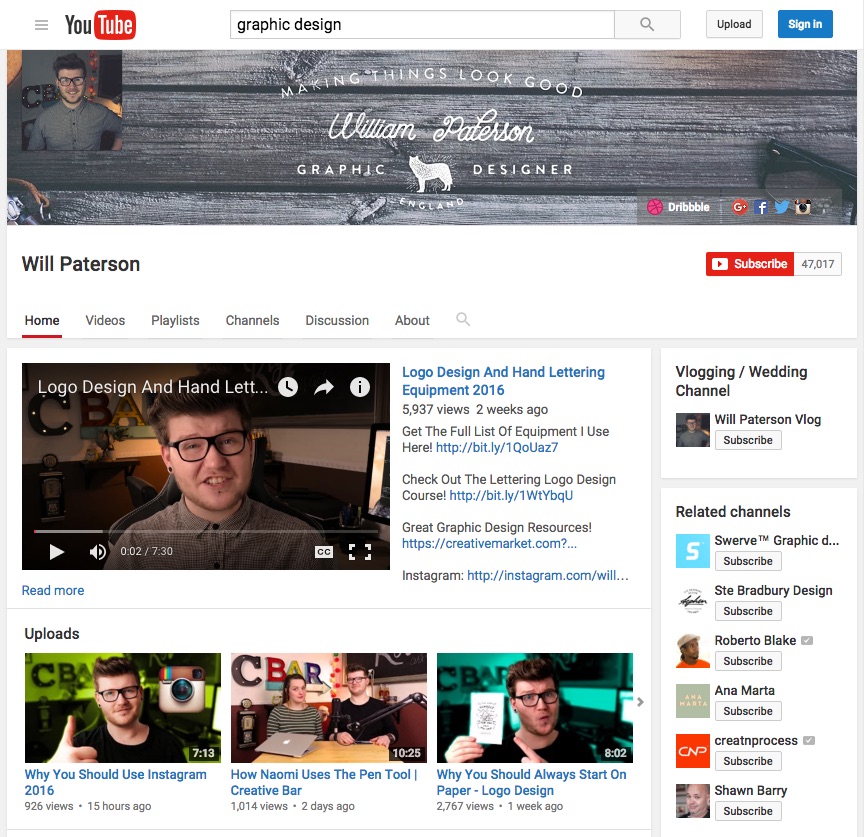 YouTube
graphic design
Upload
Sign in
MAKING THINGS LOOK GOOD
William Paterson
GRAPHIC DESIGNER
ENGLAND
Dribbble
Will Paterson
Subscribe 47,017
Home Videos Playlists Channels Discussion About
Logo Design And Hand Lett...
CBAR
0:02 / 7:30
CC
Logo Design And Hand Lettering
Equipment 2016
5,937 views 2 weeks ago
Get The Full List Of Equipment I Use
Here! http://bit.ly/1QoUaz7
Check Out The Lettering Logo Design
Course! http://bit.ly/1WtYbqU
Great Graphic Design Resources!
https://creativemarket.com?...
Instagram: http://instagram.com/will...
Read more
Uploads
CBAR
7:13
Why You Should Use Instagram
2016
926 views • 15 hours ago
CBAR
10:25
How Naomi Uses The Pen Tool |
Creative Bar
1,014 views • 2 days ago
CBA
8:02
Why You Should Always Start On
Paper - Logo Design
2,767 views • 1 week ago
Vlogging / Wedding
Channel
Will Paterson Vlog
Subscribe
Related channels
S
Swerve™ Graphic d...
Subscribe
Ste Bradbury Design
Subscribe
Roberto Blake
Subscribe
ANA
MARTA
Ana Marta
Subscribe
CNP
creatnprocess
Subscribe
Shawn Barry
Subscribe